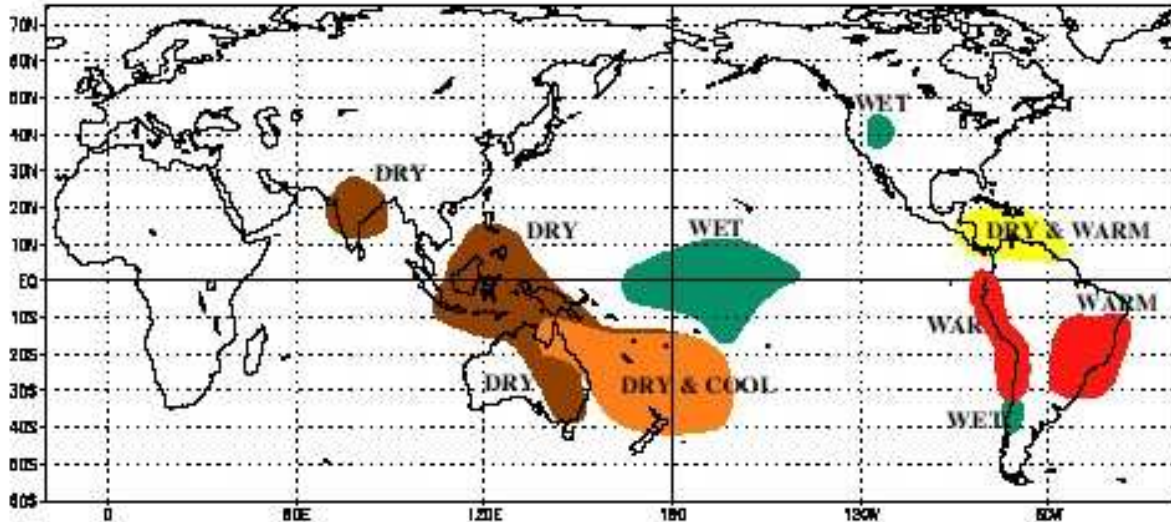 70N
60N
50N
WET
40N
30N
DRY
20N
DRY
WET
DRY & WARM
10N
EQ
WARM
10S
WAR
20S
DRY
DRY & COOL
30S
WET
40S
50S
60S
0
60E
120E
180
120W
60W